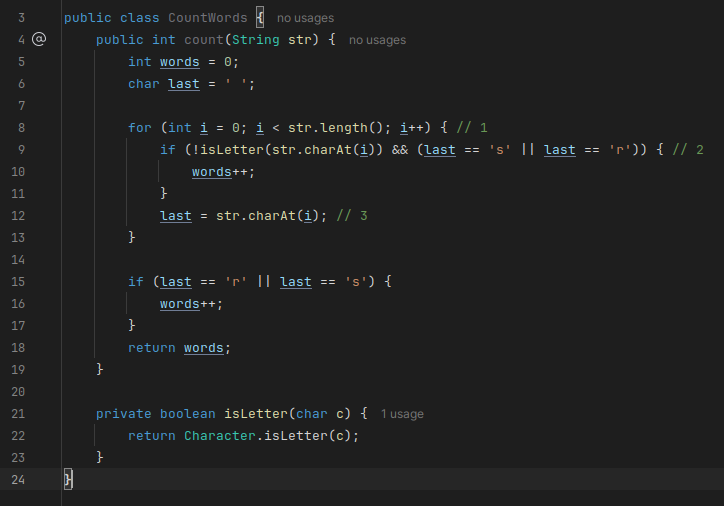 3 public class CountWords { no usages
4 @ public int count(String str) { no usages
5 int words = 0;
6 char last = ' ';
7
8 for (int i = 0; i < str.length(); i++) { // 1
9 if (!isLetter(str.charAt(i)) && (last == 's' || last == 'r')) { // 2
10 words++;
11 }
12 last = str.charAt(i); // 3
13 }
14
15 if (last == 'r' || last == 's') {
16 words++;
17 }
18 return words;
19 }
20
21 private boolean isLetter(char c) { 1 usage
22 return Character.isLetter(c);
23 }
24 }